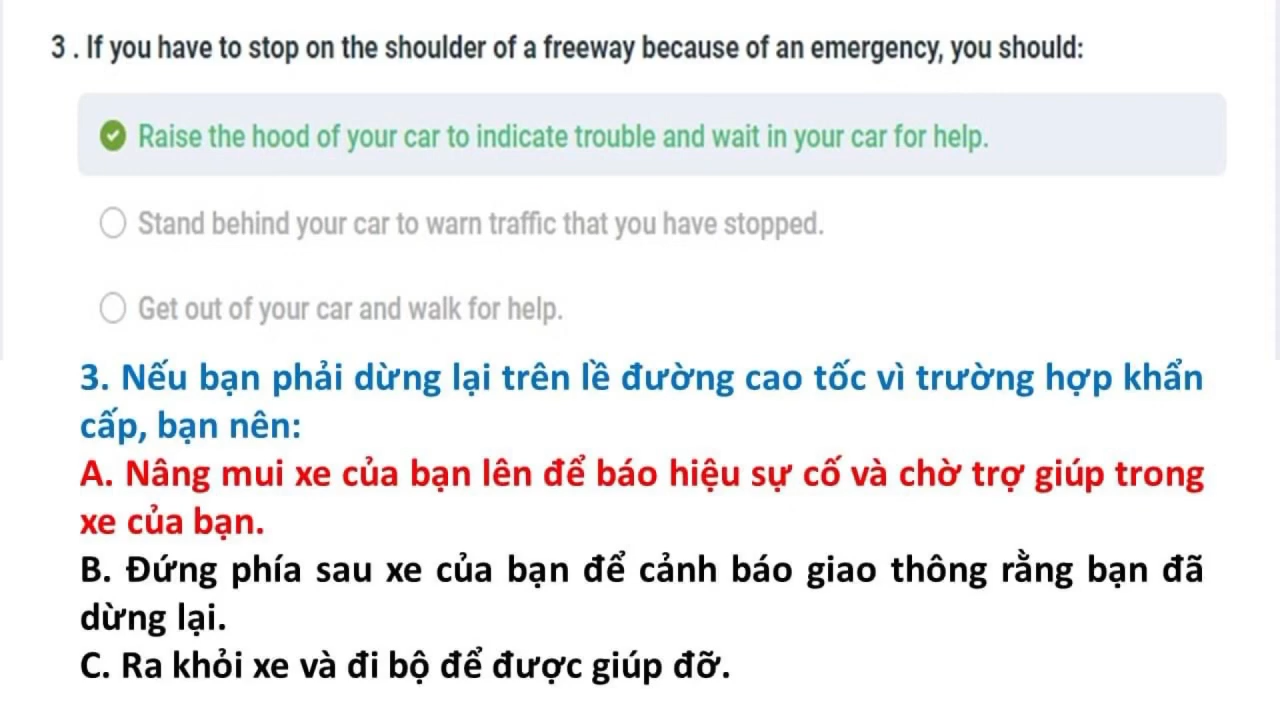 3 . If you have to stop on the shoulder of a freeway because of an emergency, you should:
Raise the hood of your car to indicate trouble and wait in your car for help.
Stand behind your car to warn traffic that you have stopped.
Get out of your car and walk for help.
3. Nếu bạn phải dừng lại trên lề đường cao tốc vì trường hợp khẩn
cấp, bạn nên:
A. Nâng mui xe của bạn lên để báo hiệu sự cố và chờ trợ giúp trong
xe của bạn.
B. Đứng phía sau xe của bạn để cảnh báo giao thông rằng bạn đã
dừng lại.
C. Ra khỏi xe và đi bộ để được giúp đỡ.